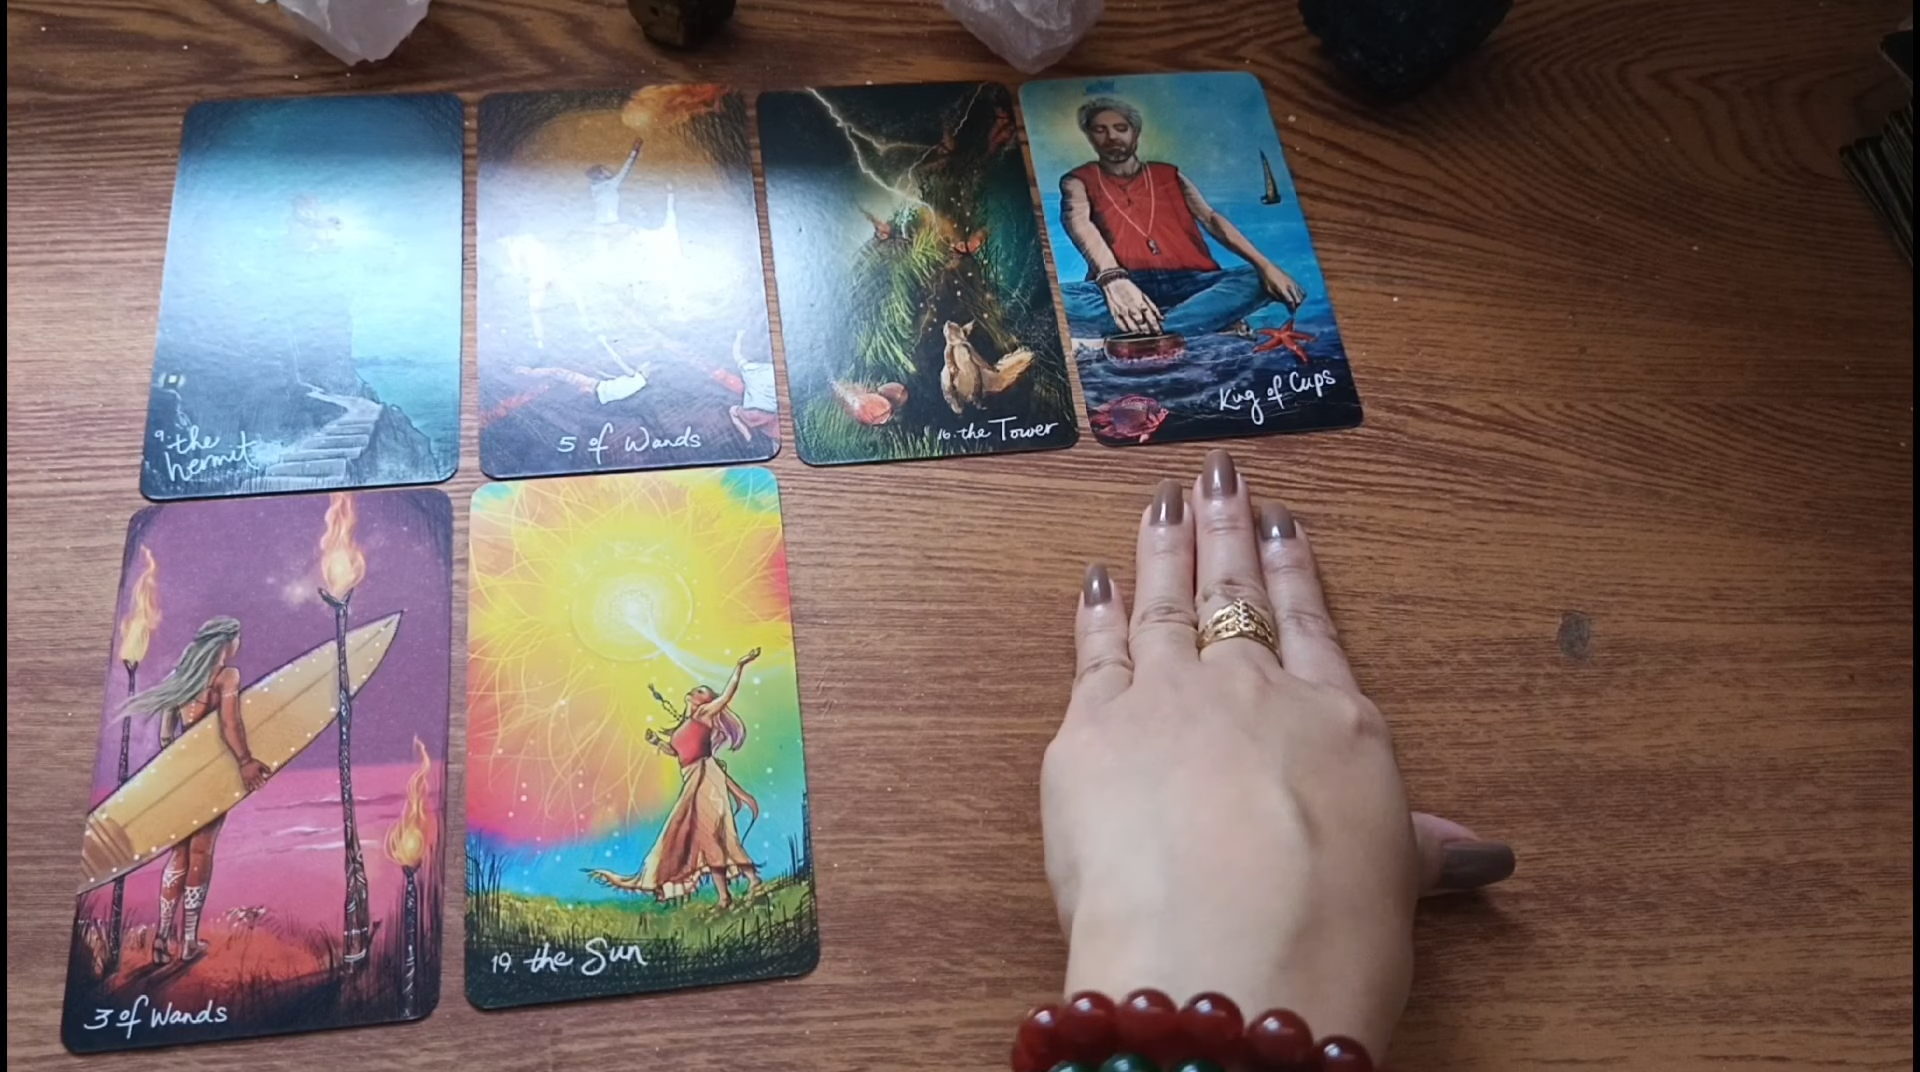 9 the
hermit
5 of Wands
16. the Tower
King of Cups
3 of Wands
19. the Sun